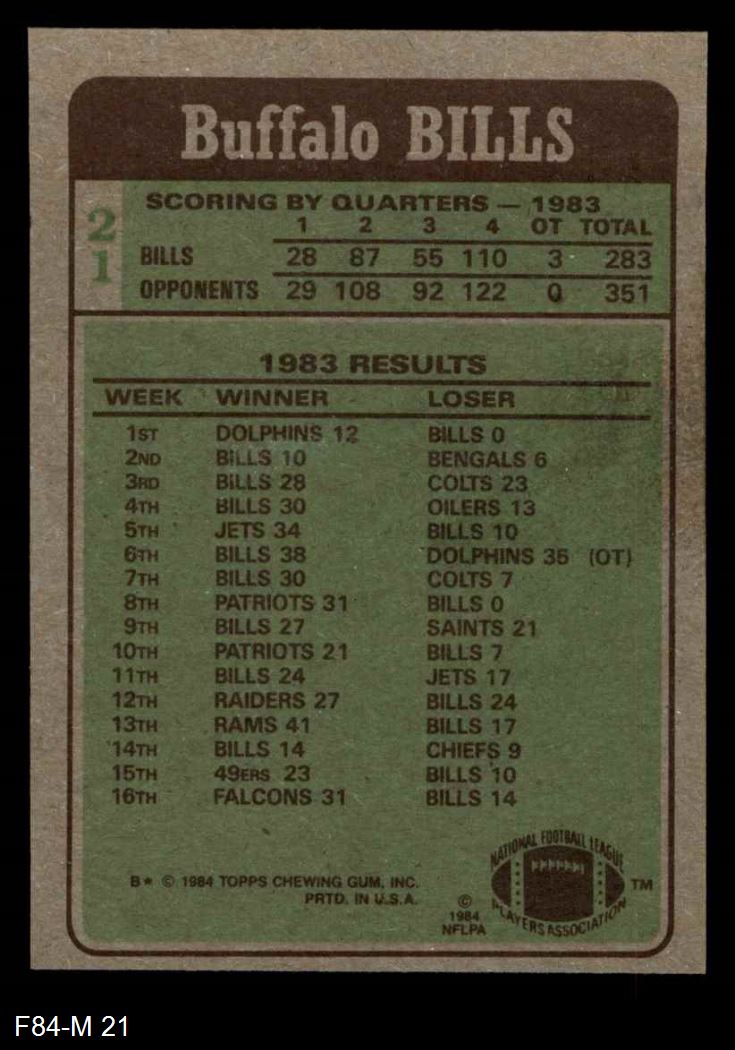 Buffalo BILLS
21
SCORING BY QUARTERS — 1983
1 2 3 4 OT TOTAL
BILLS 28 87 55 110 3 283
OPPONENTS 29 108 92 122 0 351
1983 RESULTS
WEEK WINNER LOSER
1ST DOLPHINS 12 BILLS 0
2ND BILLS 10 BENGALS 6
3RD BILLS 28 COLTS 23
4TH BILLS 30 OILERS 13
5TH JETS 34 BILLS 10
6TH BILLS 38 DOLPHINS 35 (OT)
7TH BILLS 30 COLTS 7
8TH PATRIOTS 31 BILLS 0
9TH BILLS 27 SAINTS 21
10TH PATRIOTS 21 BILLS 7
11TH BILLS 24 JETS 17
12TH RAIDERS 27 BILLS 24
13TH RAMS 41 BILLS 17
14TH BILLS 14 CHIEFS 9
15TH 49ERS 23 BILLS 10
16TH FALCONS 31 BILLS 14
B★ © 1984 TOPPS CHEWING GUM, INC.
PRTD. IN U.S.A.
© 1984 NFLPA
NATIONAL FOOTBALL LEAGUE
PLAYERS ASSOCIATION
TM
F84-M 21